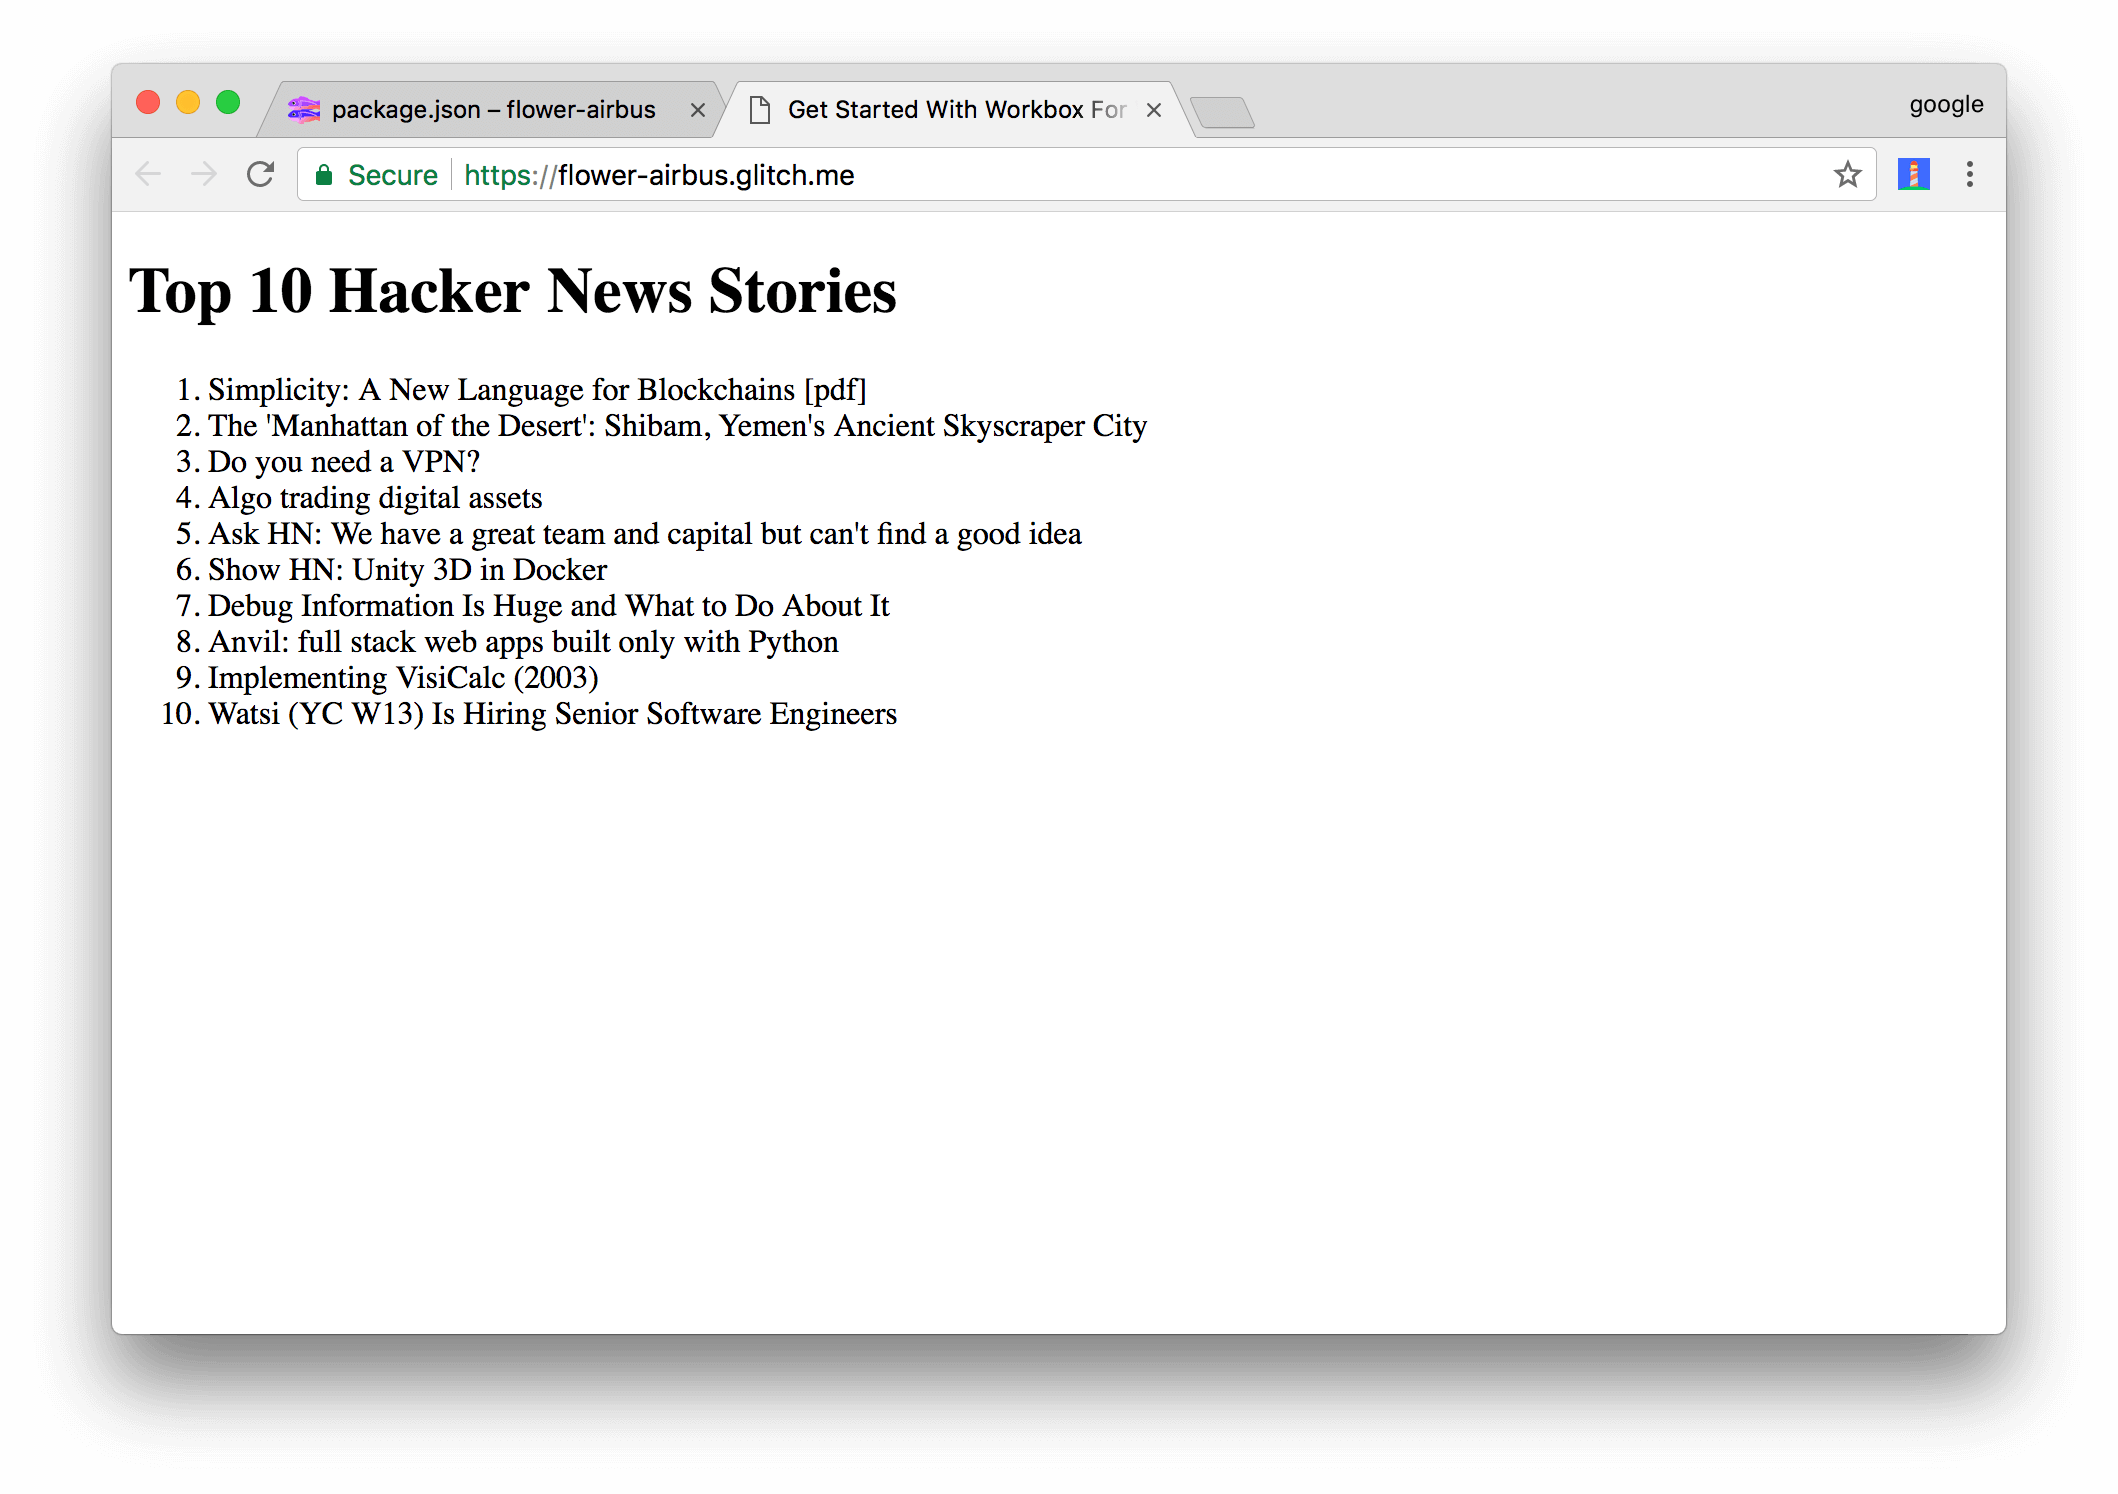 package.json – flower-airbus
Get Started With Workbox For
google
Secure
https://flower-airbus.glitch.me
Top 10 Hacker News Stories
1. Simplicity: A New Language for Blockchains [pdf]
2. The 'Manhattan of the Desert': Shibam, Yemen's Ancient Skyscraper City
3. Do you need a VPN?
4. Algo trading digital assets
5. Ask HN: We have a great team and capital but can't find a good idea
6. Show HN: Unity 3D in Docker
7. Debug Information Is Huge and What to Do About It
8. Anvil: full stack web apps built only with Python
9. Implementing VisiCalc (2003)
10. Watsi (YC W13) Is Hiring Senior Software Engineers